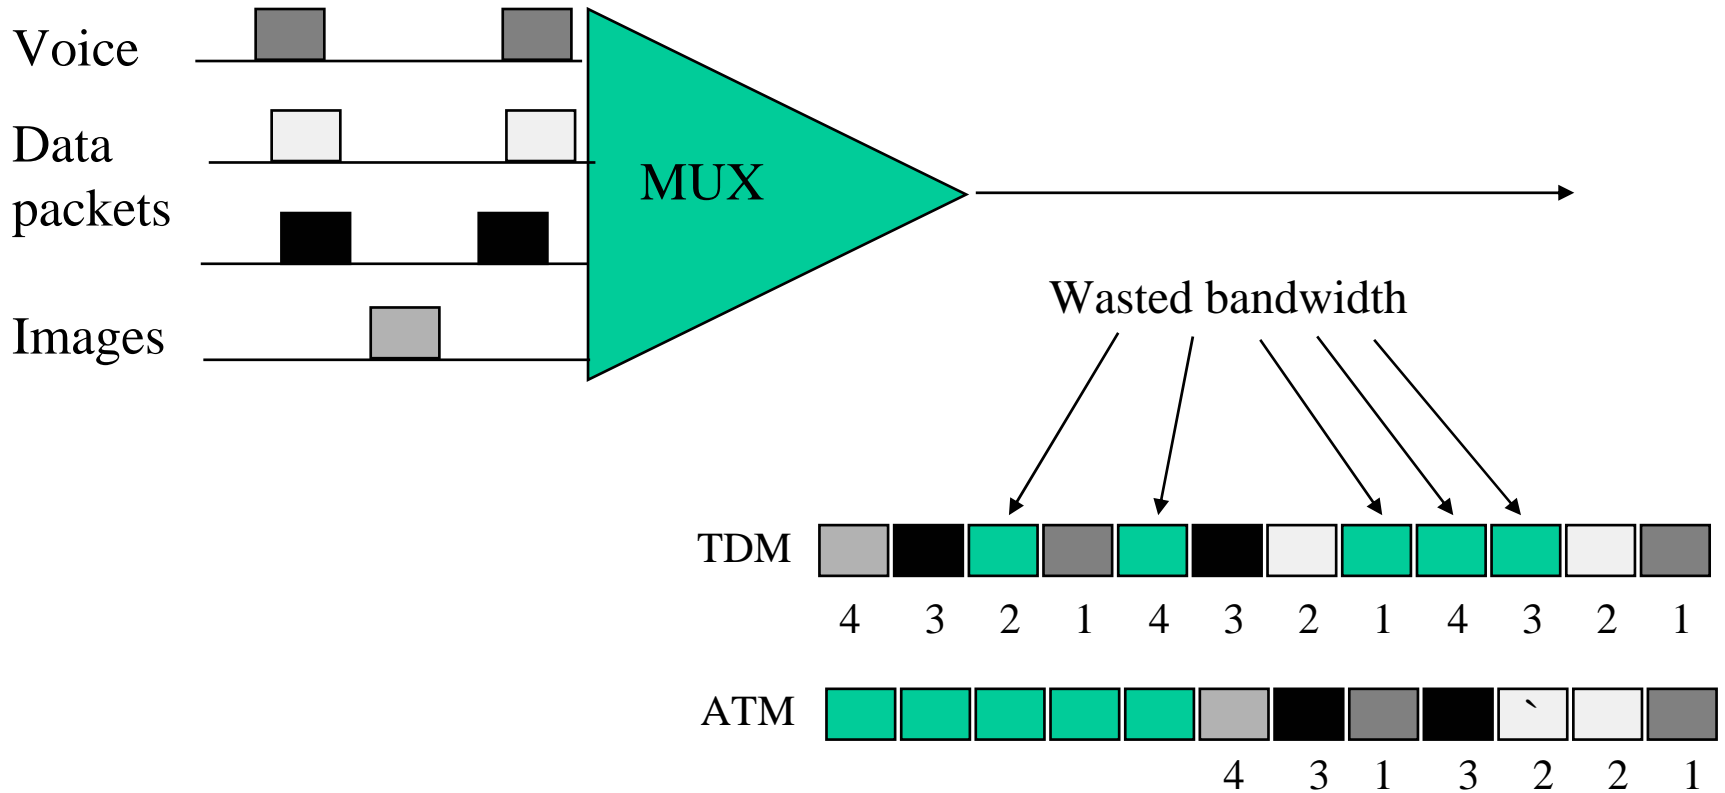 Voice
Data
packets
MUX
Images
Wasted bandwidth
TDM
4 3 2 1 4 3 2 1 4 3 2 1
ATM
`
4 3 1 3 2 2 1